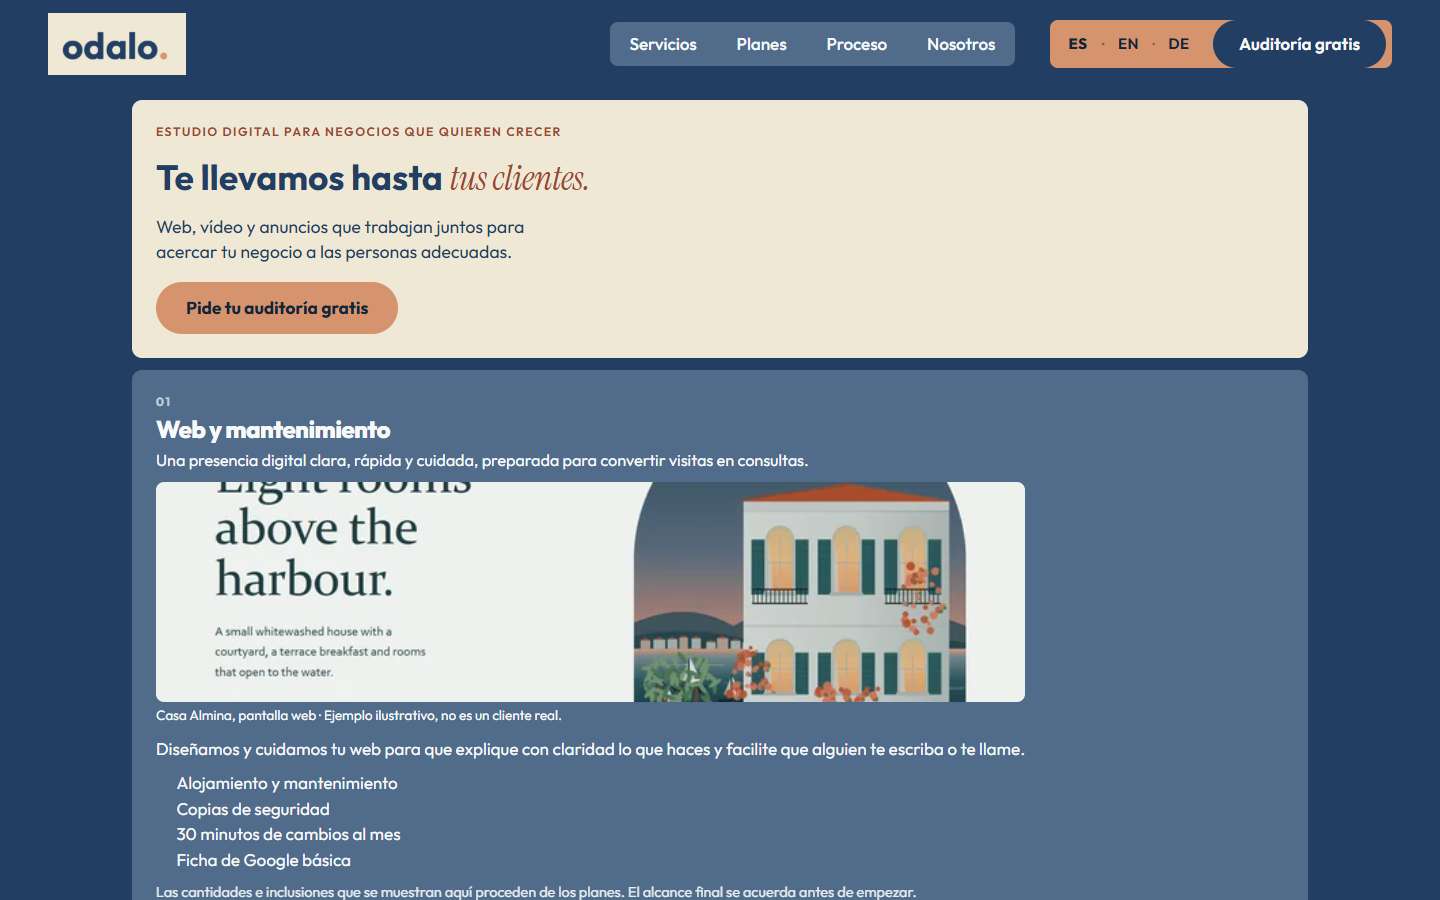 odalo.
Servicios Planes Proceso Nosotros
ES · EN · DE
Auditoría gratis
ESTUDIO DIGITAL PARA NEGOCIOS QUE QUIEREN CRECER
Te llevamos hasta tus clientes.
Web, vídeo y anuncios que trabajan juntos para
acercar tu negocio a las personas adecuadas.
Pide tu auditoría gratis
01
Web y mantenimiento
Una presencia digital clara, rápida y cuidada, preparada para convertir visitas en consultas.
Light rooms
above the
harbour.
A small whitewashed house with a
courtyard, a terrace breakfast and rooms
that open to the water.
Casa Almina, pantalla web · Ejemplo ilustrativo, no es un cliente real.
Diseñamos y cuidamos tu web para que explique con claridad lo que haces y facilite que alguien te escriba o te llame.
Alojamiento y mantenimiento
Copias de seguridad
30 minutos de cambios al mes
Ficha de Google básica
Las cantidades e inclusiones que se muestran aquí proceden de los planes. El alcance final se acuerda antes de empezar.